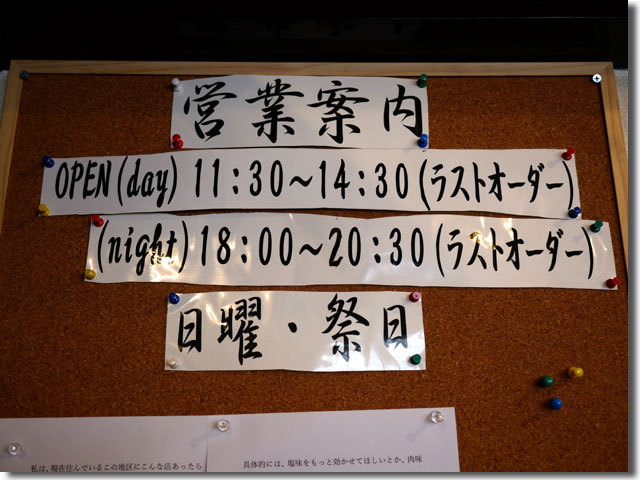 営業案内
OPEN(day) 11:30～14:30(ラストオーダー)
(night)18:00～20:30(ラストオーダー)
日曜・祭日
私は、現在住んでいるこの地区にこんな店あったら
具体的には、塩味をもっと効かせてほしいとか、肉味